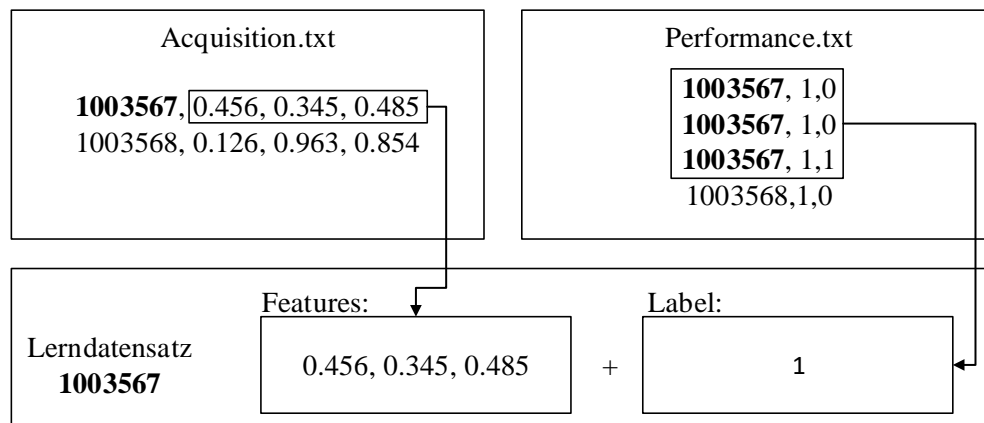 Acquisition.txt
1003567, 0.456, 0.345, 0.485
1003568, 0.126, 0.963, 0.854
Performance.txt
1003567, 1,0
1003567, 1,0
1003567, 1,1
1003568,1,0
Lerndatensatz
1003567
Features:
0.456, 0.345, 0.485
+
Label:
1